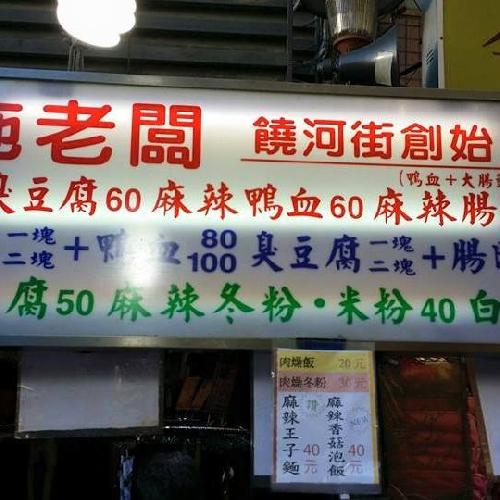 施老闆 饒河街創始
(鴨血+大腸
臭豆腐60 麻辣鴨血60 麻辣腸
一塊 二塊 + 鴨血 80 100 臭豆腐 一塊 二塊 + 腸
腐50 麻辣冬粉·米粉40 白
肉燥飯 20元
肉燥冬粉 30元
麻辣王子麵 40元
麻辣香菇泡飯 40元
NEW